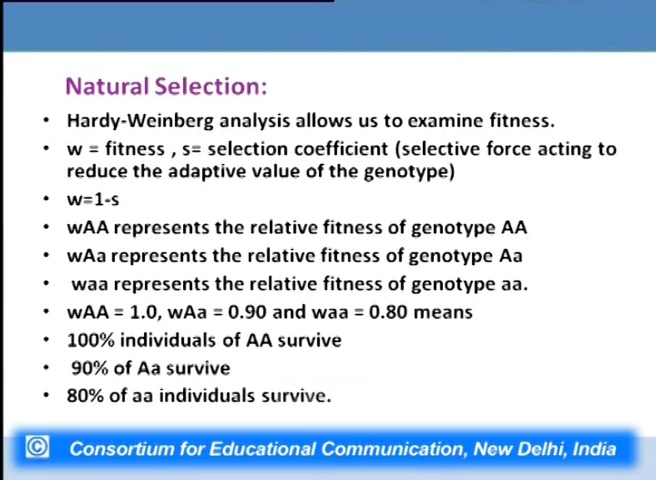 Natural Selection:
• Hardy-Weinberg analysis allows us to examine fitness.
• w = fitness , s= selection coefficient (selective force acting to
reduce the adaptive value of the genotype)
• w=1-s
• wAA represents the relative fitness of genotype AA
• wAa represents the relative fitness of genotype Aa
• waa represents the relative fitness of genotype aa.
• wAA = 1.0, wAa = 0.90 and waa = 0.80 means
• 100% individuals of AA survive
• 90% of Aa survive
• 80% of aa individuals survive.
© Consortium for Educational Communication, New Delhi, India